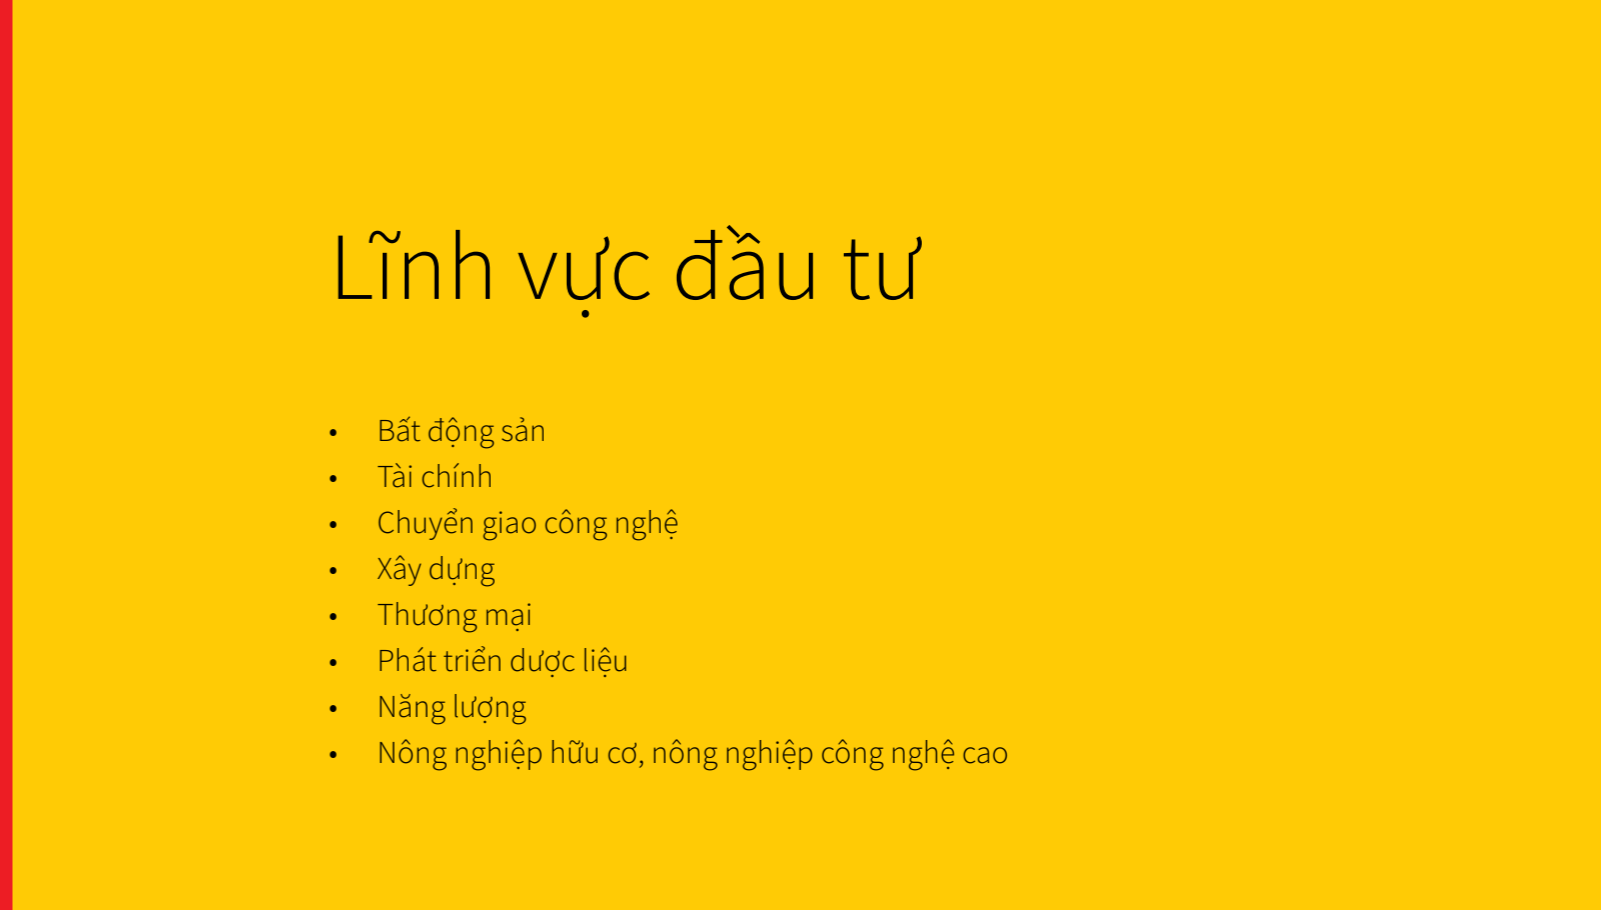 Lĩnh vực đầu tư
• Bất động sản
• Tài chính
• Chuyển giao công nghệ
• Xây dựng
• Thương mại
• Phát triển dược liệu
• Năng lượng
• Nông nghiệp hữu cơ, nông nghiệp công nghệ cao